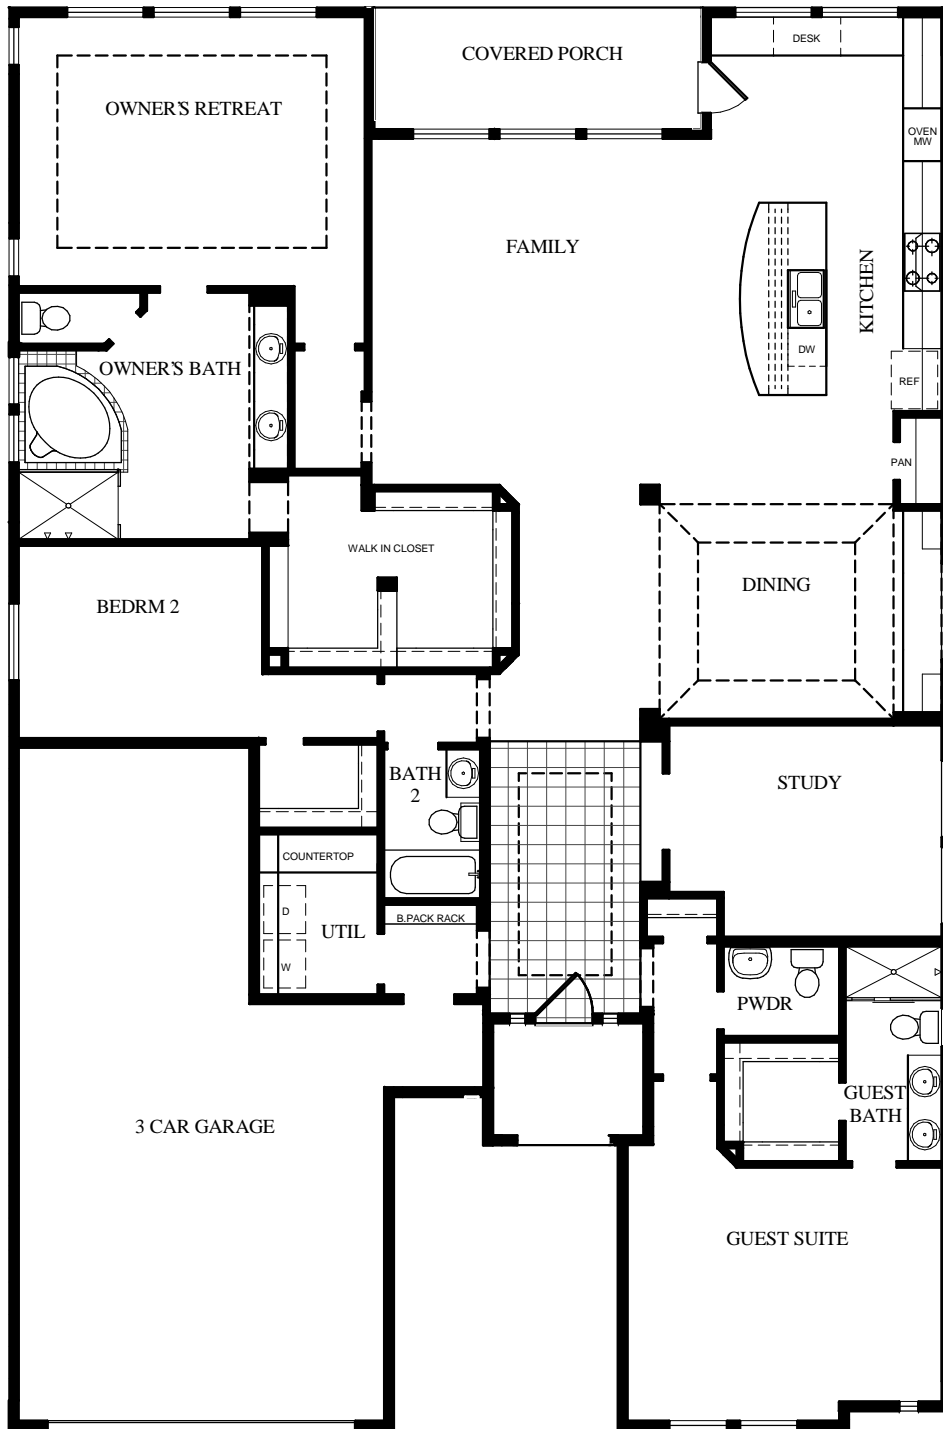 DESK
COVERED PORCH
OWNER'S RETREAT
OVEN
MW
FAMILY
KITCHEN
DW
OWNER'S BATH
REF
PAN
WALK IN CLOSET
DINING
BEDRM 2
BATH
2
STUDY
COUNTERTOP
D
B.PACK RACK
UTIL
W
PWDR
GUEST
BATH
3 CAR GARAGE
GUEST SUITE